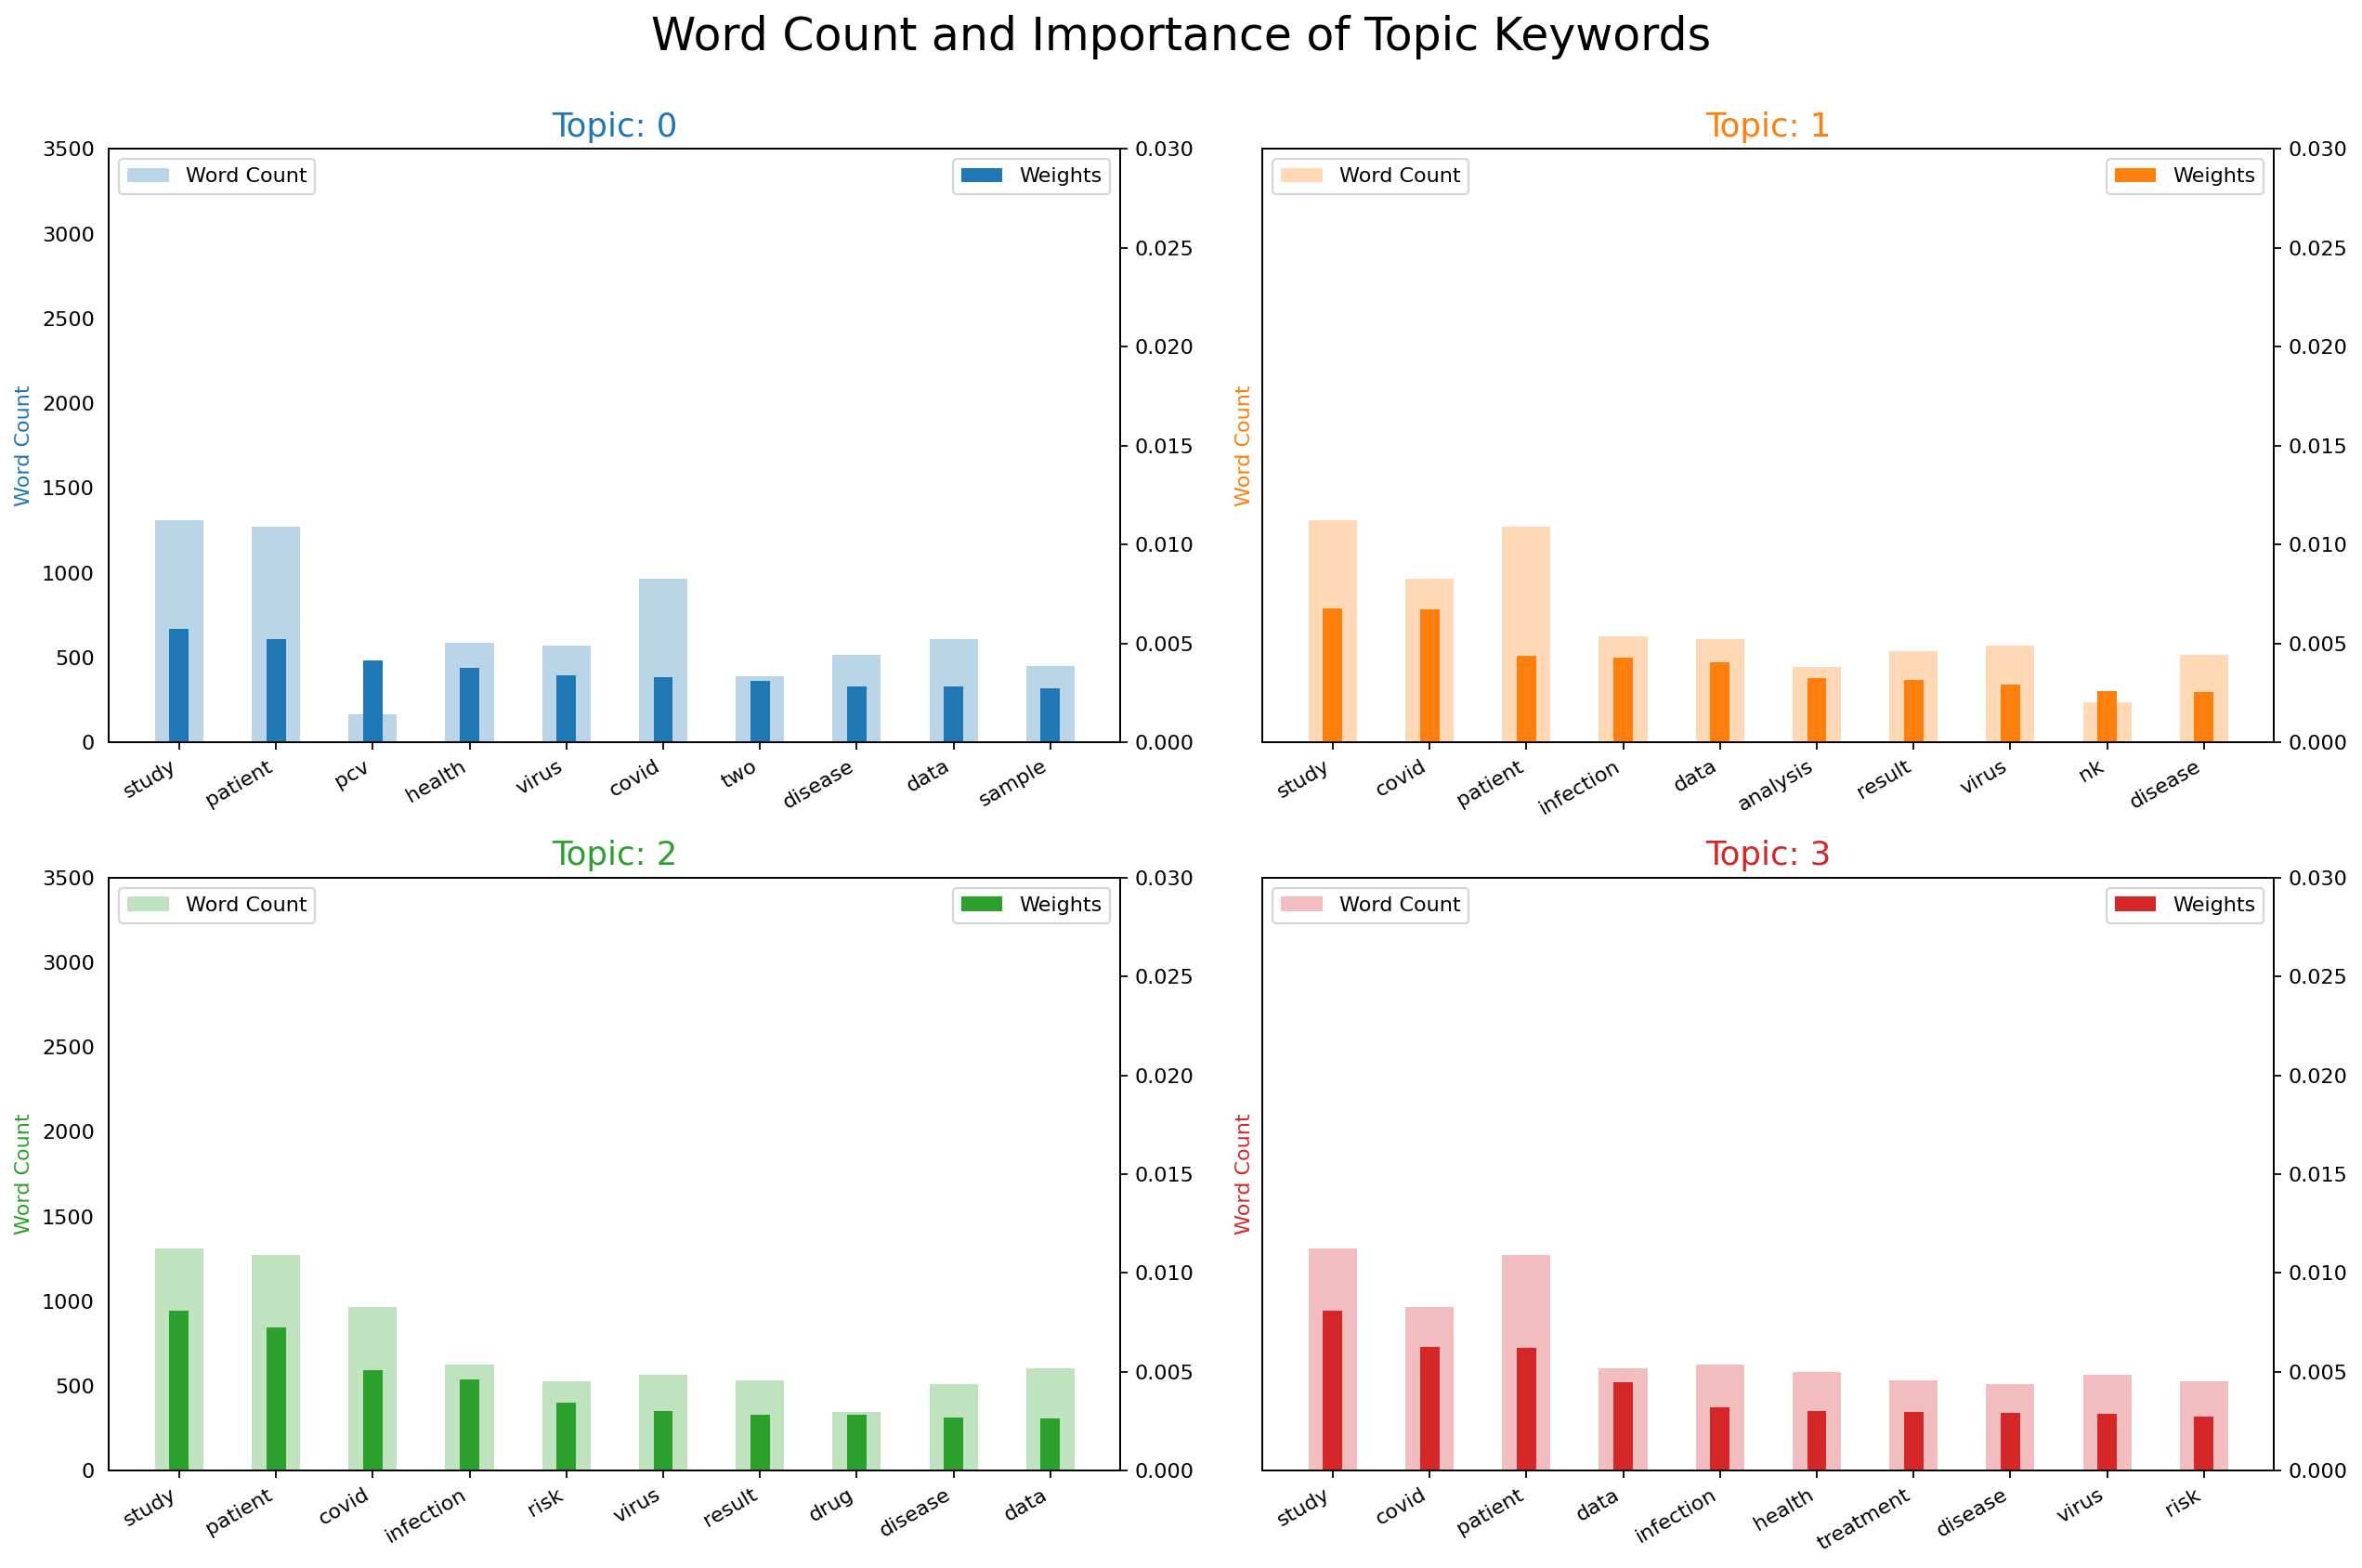 Word Count and Importance of Topic Keywords
Topic: 0
Word Count
Weights
3500
3000
2500
2000
1500
1000
500
0
Word Count
0.030
0.025
0.020
0.015
0.010
0.005
0.000
study patient pcv health virus covid two disease data sample
Topic: 1
Word Count
Weights
Word Count
0.030
0.025
0.020
0.015
0.010
0.005
0.000
study covid patient infection data analysis result virus nk disease
Topic: 2
Word Count
Weights
3500
3000
2500
2000
1500
1000
500
0
Word Count
0.030
0.025
0.020
0.015
0.010
0.005
0.000
study patient covid infection risk virus result drug disease data
Topic: 3
Word Count
Weights
Word Count
0.030
0.025
0.020
0.015
0.010
0.005
0.000
study covid patient data infection health treatment disease virus risk